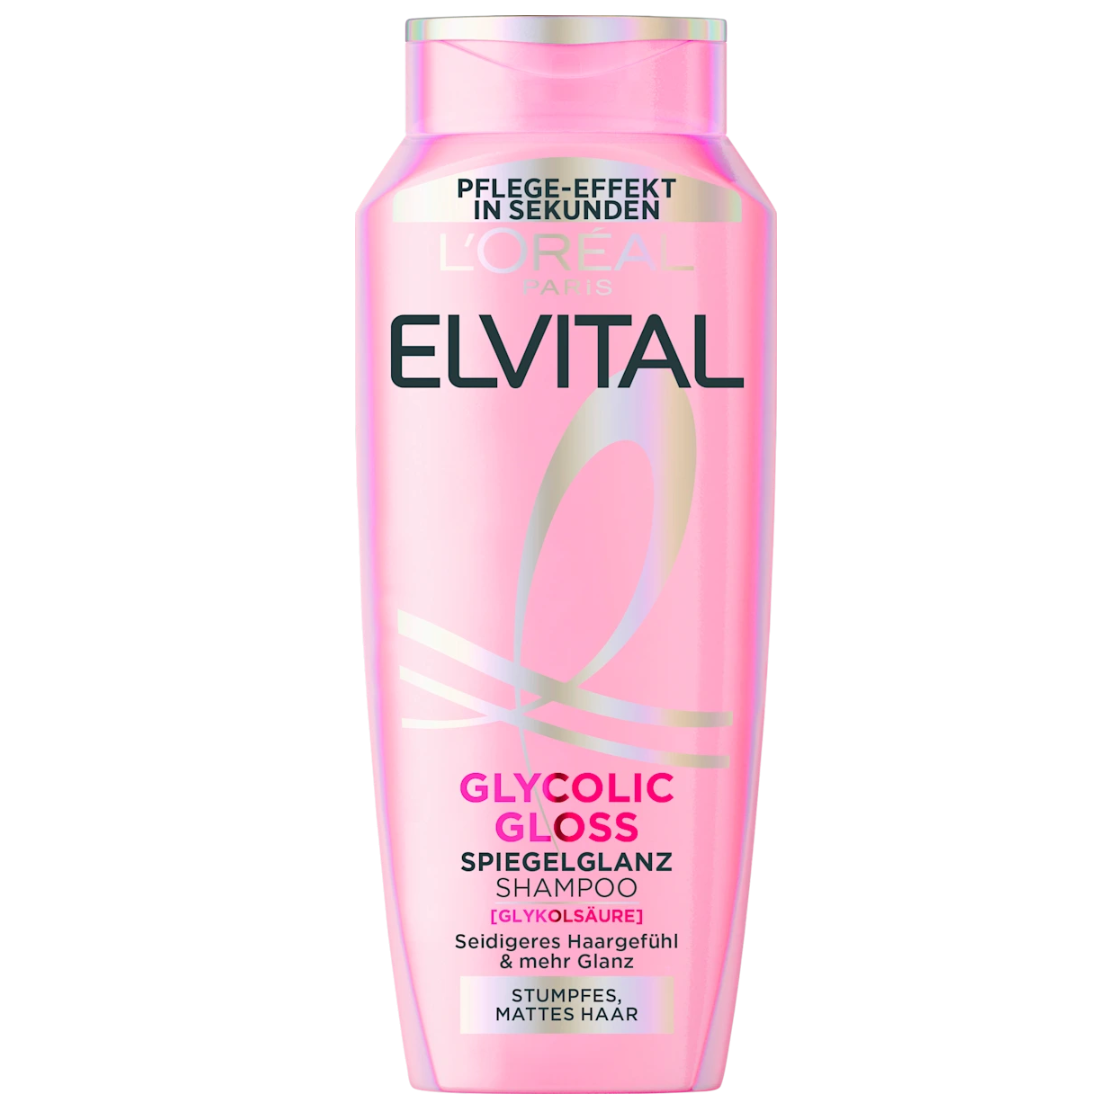 PFLEGE-EFFEKT
IN SEKUNDEN
L'ORÉAL
PARiS
ELVITAL
GLYCOLIC
GLOSS
SPIEGELGLANZ
SHAMPOO
[GLYKOLSÄURE]
Seidigeres Haargefühl
& mehr Glanz
STUMPFES,
MATTES HAAR